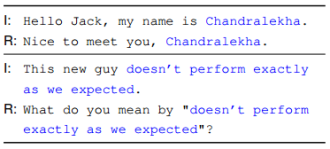 I: Hello Jack, my name is Chandralekha.
R: Nice to meet you, Chandralekha.
I: This new guy doesn't perform exactly
as we expected.
R: What do you mean by "doesn't perform
exactly as we expected"?